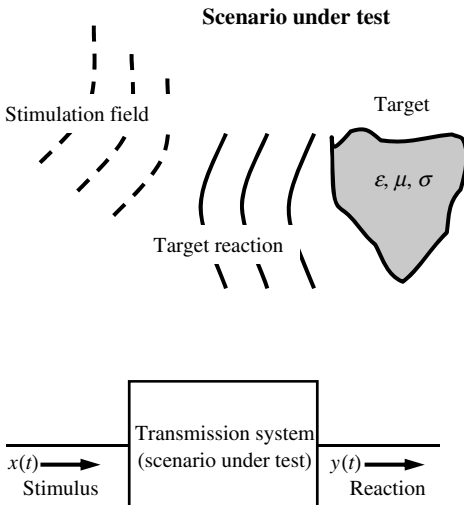 Scenario under test
Target
Stimulation field
ε, μ, σ
Target reaction
Transmission system
(scenario under test)
x(t)
Stimulus
y(t)
Reaction